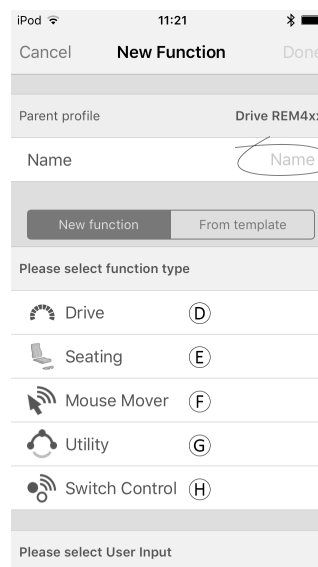 iPod 11:21
Cancel New Function Done
Parent profile Drive REM4x
Name Name
New function From template
Please select function type
Drive D
Seating E
Mouse Mover F
Utility G
Switch Control H
Please select User Input